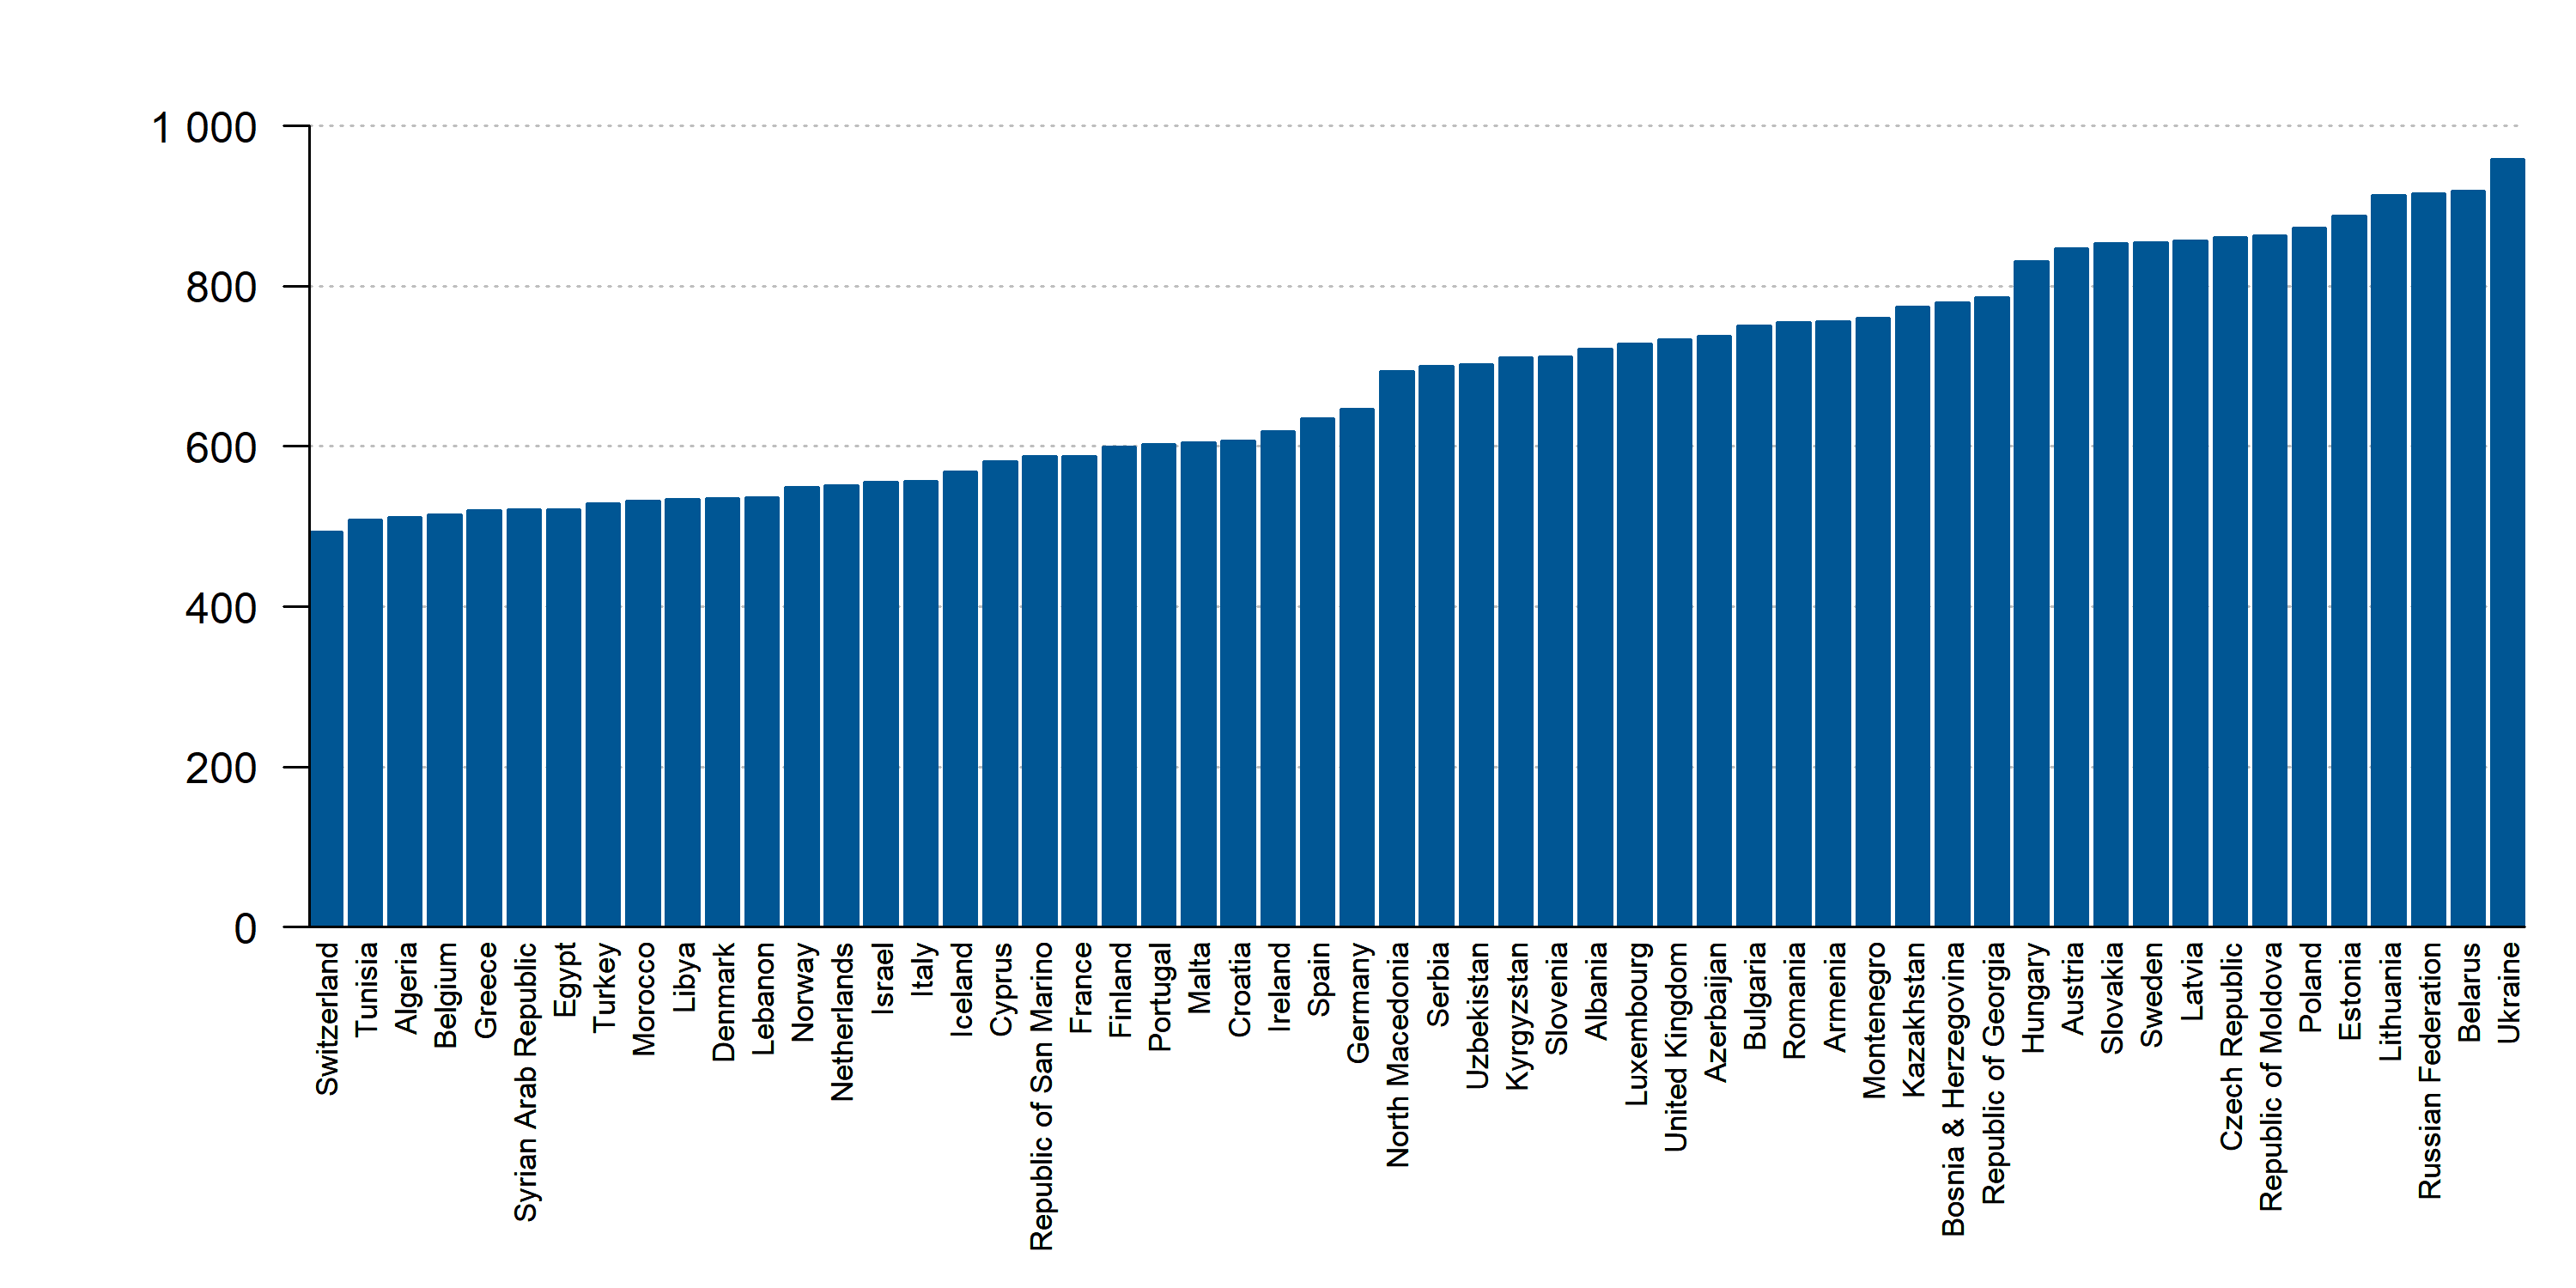 1 000
800
600
400
200
0
Switzerland
Tunisia
Algeria
Belgium
Greece
Syrian Arab Republic
Egypt
Turkey
Morocco
Libya
Denmark
Lebanon
Norway
Netherlands
Israel
Italy
Iceland
Cyprus
Republic of San Marino
France
Finland
Portugal
Malta
Croatia
Ireland
Spain
Germany
North Macedonia
Serbia
Uzbekistan
Kyrgyzstan
Slovenia
Albania
Luxembourg
United Kingdom
Azerbaijan
Bulgaria
Romania
Armenia
Montenegro
Kazakhstan
Bosnia & Herzegovina
Republic of Georgia
Hungary
Austria
Slovakia
Sweden
Latvia
Czech Republic
Republic of Moldova
Poland
Estonia
Lithuania
Russian Federation
Belarus
Ukraine